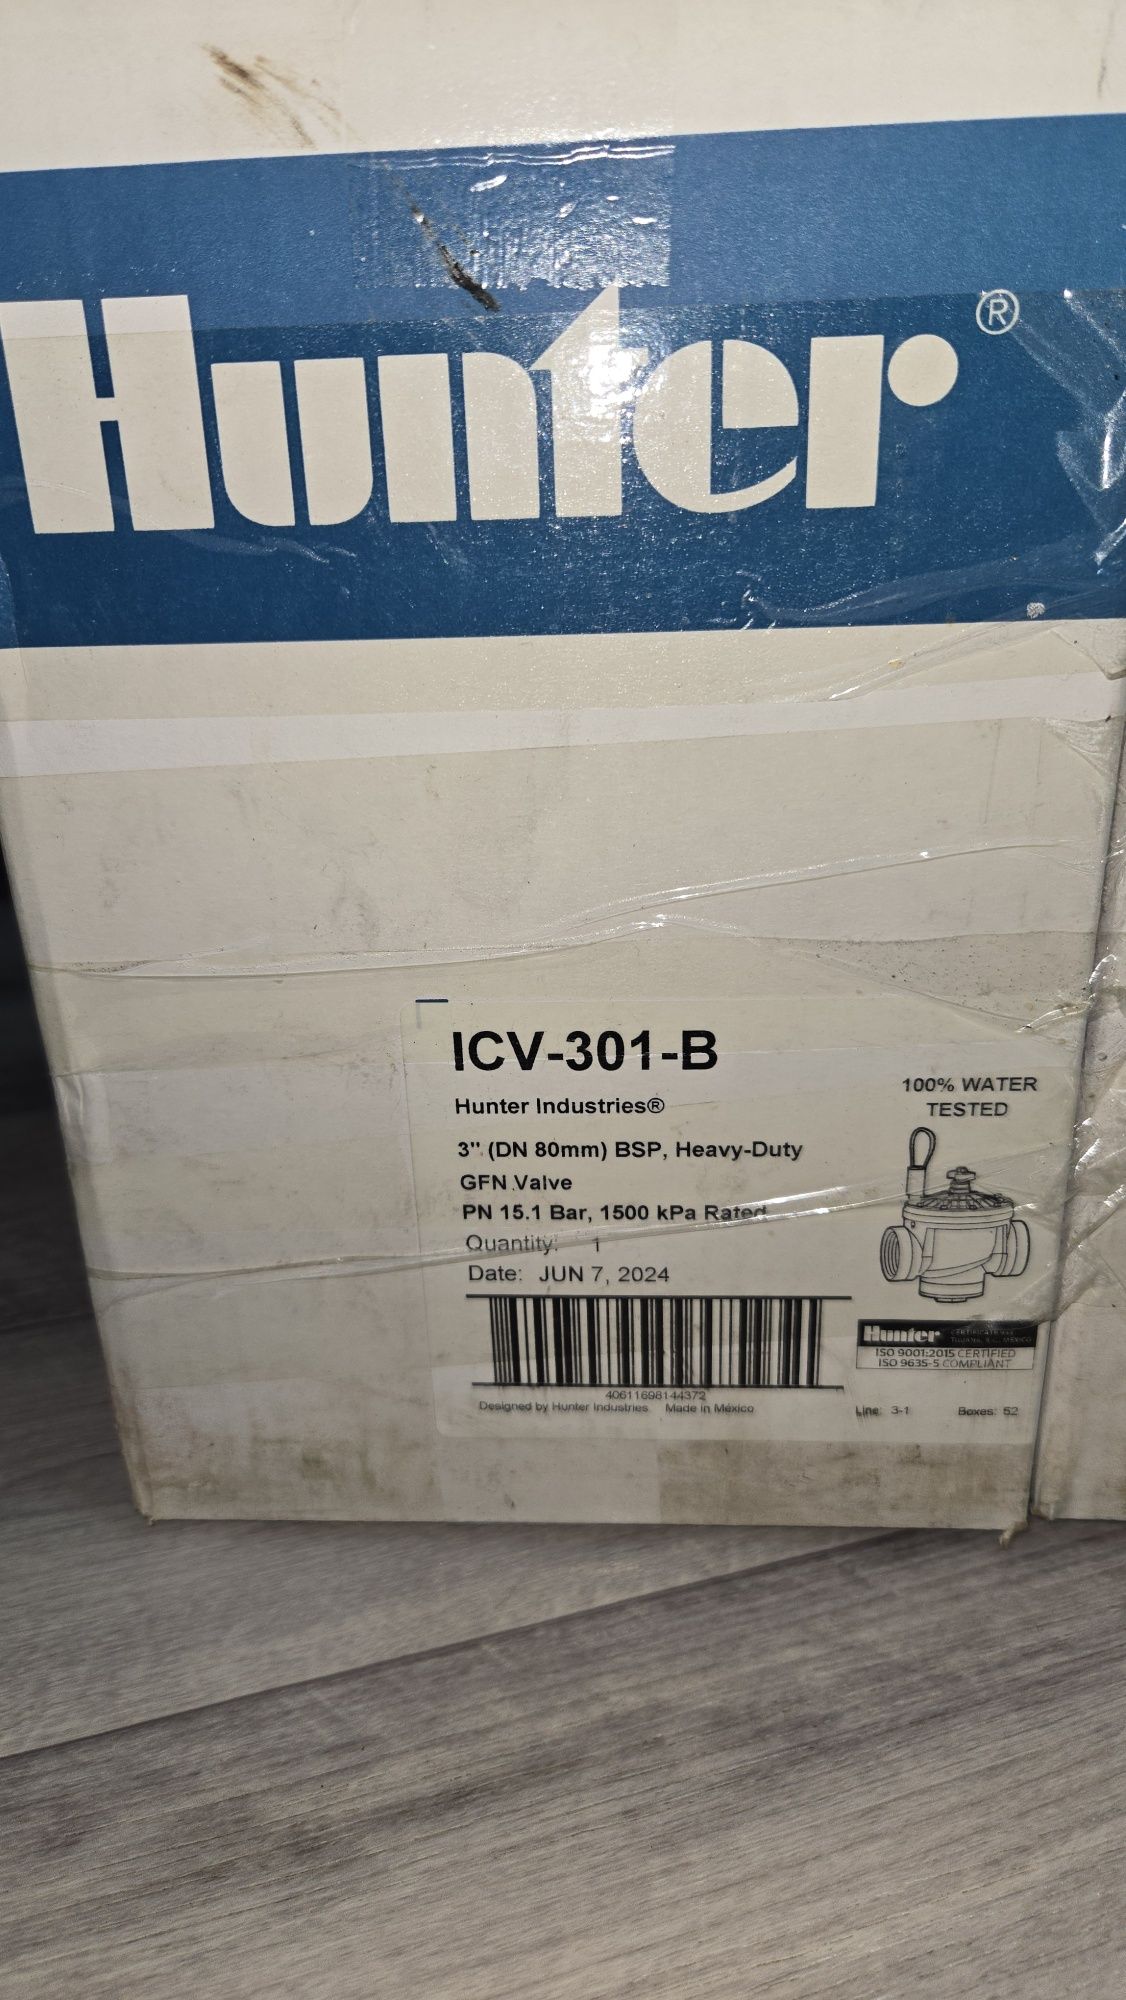 Hunter®
ICV-301-B
Hunter Industries®
3" (DN 80mm) BSP, Heavy-Duty
GFN Valve
PN 15.1 Bar, 1500 kPa Rated
Quantity: 1
Date: JUN 7, 2024
40611698144372
Designed by Hunter Industries Made in México
100% WATER
TESTED
Hunter
TIJUANA, B.C., MEXICO
ISO 9001:2015 CERTIFIED
ISO 9635-5 COMPLIANT
Line: 3-1 Boxes: 52